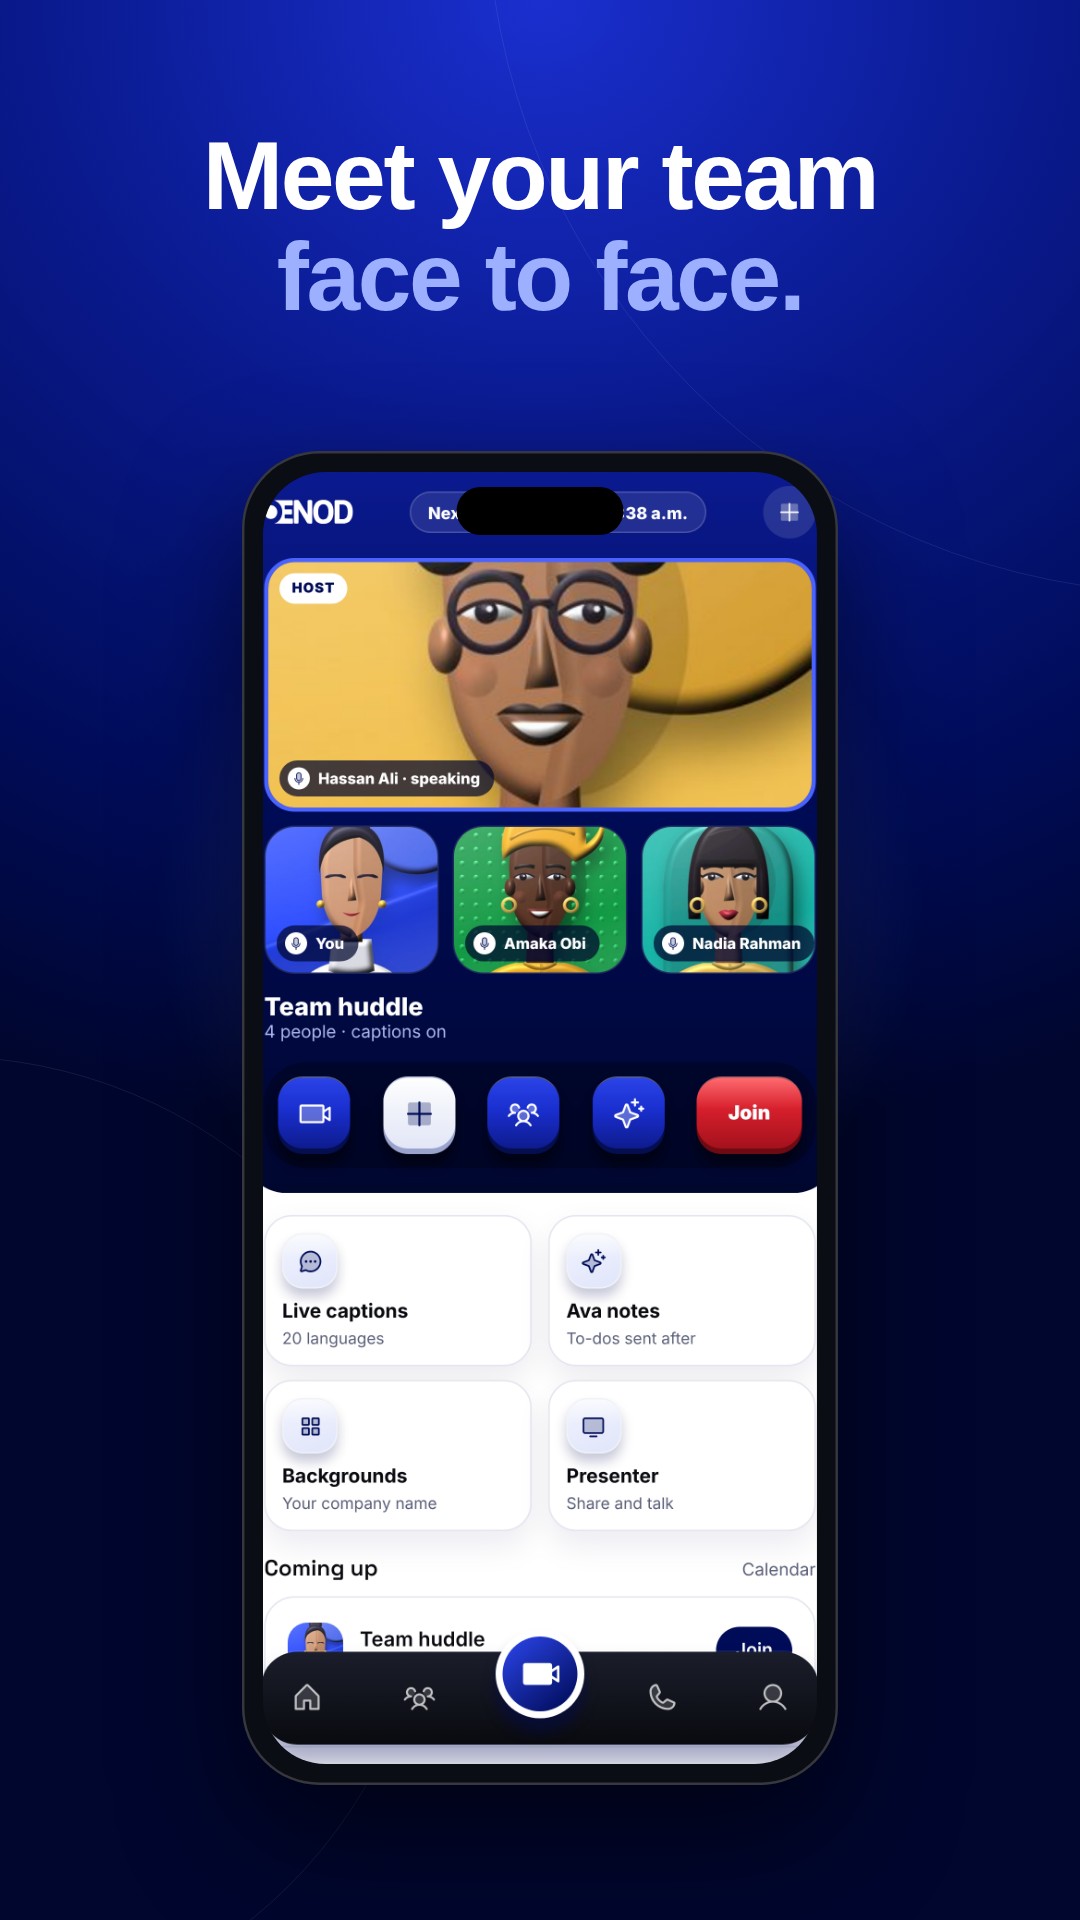 Meet your team
face to face.
ENOD
38 a.m.
HOST
Hassan Ali · speaking
You
Amaka Obi
Nadia Rahman
Team huddle
4 people · captions on
Join
Live captions
20 languages
Ava notes
To-dos sent after
Backgrounds
Your company name
Presenter
Share and talk
Coming up
Calendar
Team huddle
Join